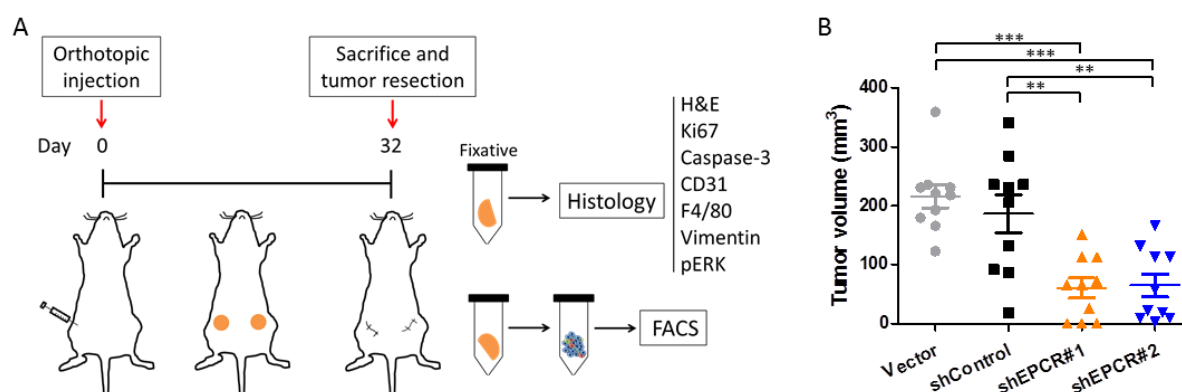 A
Orthotopic
injection
Sacrifice and
tumor resection
Day
0
32
Fixative
Histology
H&E
Ki67
Caspase-3
CD31
F4/80
Vimentin
pERK
FACS
B
***
***
**
**
Tumor volume (mm³)
400
300
200
100
0
Vector
shControl
shEPCR#1
shEPCR#2